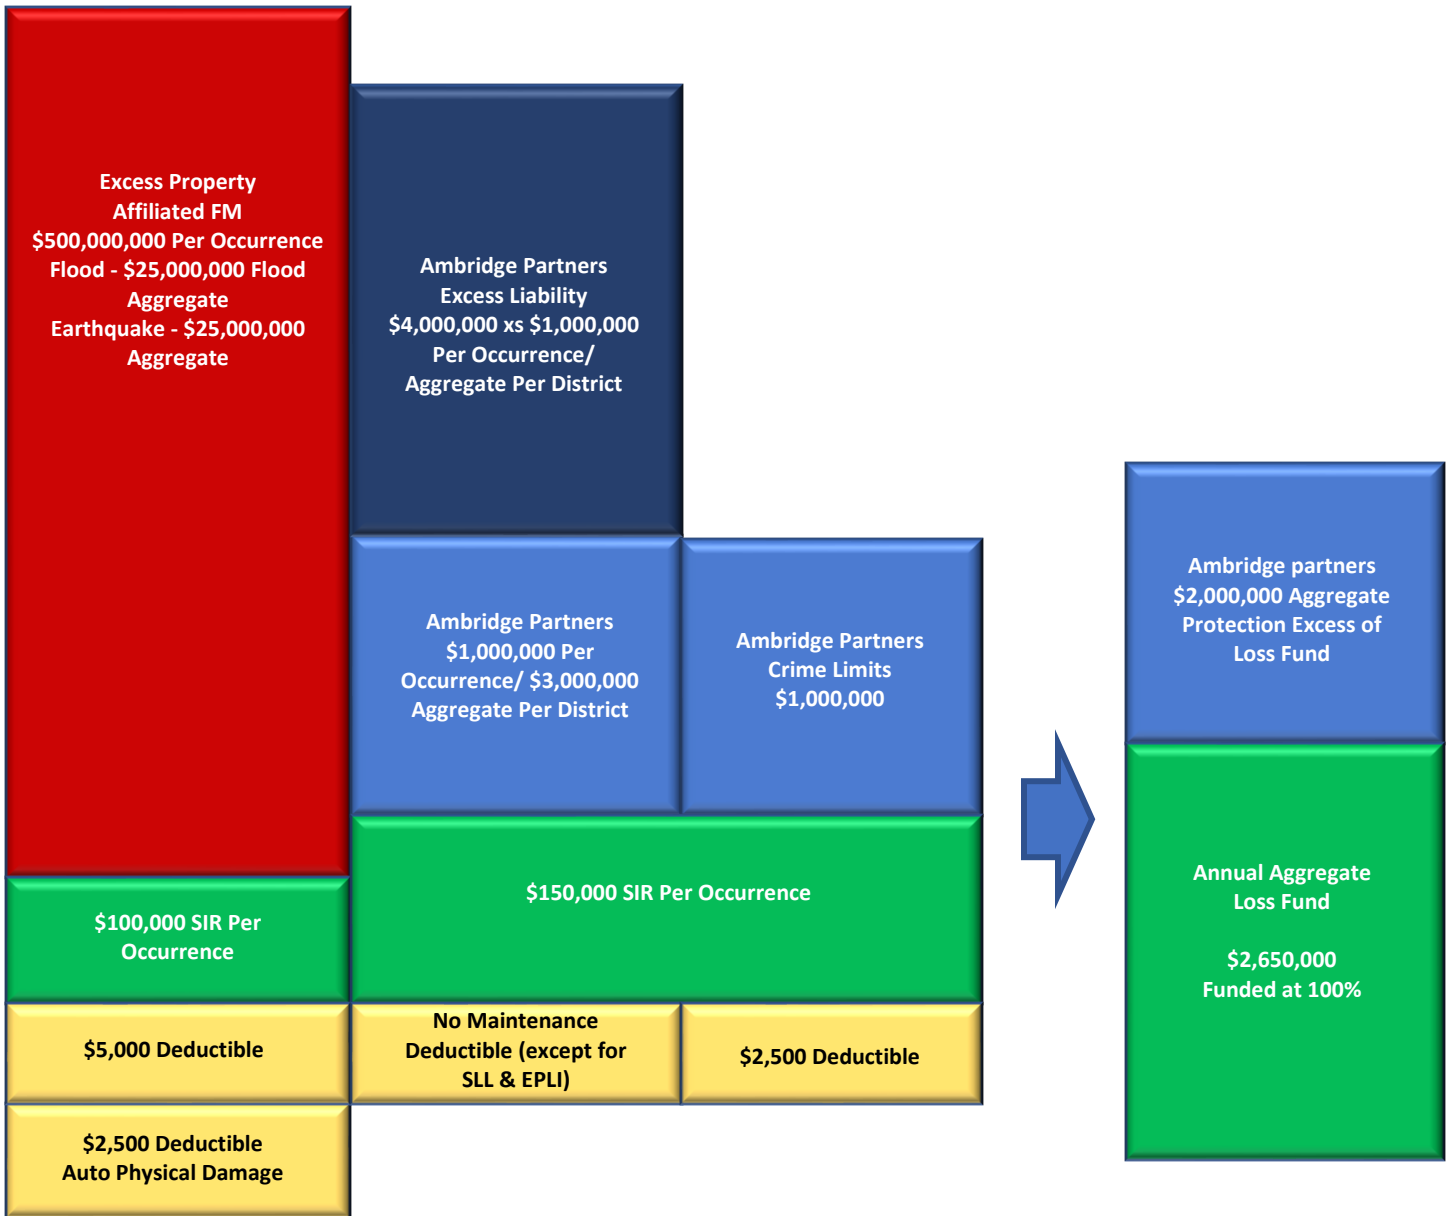 Excess Property
Affiliated FM
$500,000,000 Per Occurrence
Flood - $25,000,000 Flood
Aggregate
Earthquake - $25,000,000
Aggregate
Ambridge Partners
Excess Liability
$4,000,000 xs $1,000,000
Per Occurrence/
Aggregate Per District
Ambridge Partners
$1,000,000 Per
Occurrence/ $3,000,000
Aggregate Per District
Ambridge Partners
Crime Limits
$1,000,000
$100,000 SIR Per
Occurrence
$150,000 SIR Per Occurrence
$5,000 Deductible
No Maintenance
Deductible (except for
SLL & EPLI)
$2,500 Deductible
$2,500 Deductible
Auto Physical Damage
Ambridge partners
$2,000,000 Aggregate
Protection Excess of
Loss Fund
Annual Aggregate
Loss Fund
$2,650,000
Funded at 100%